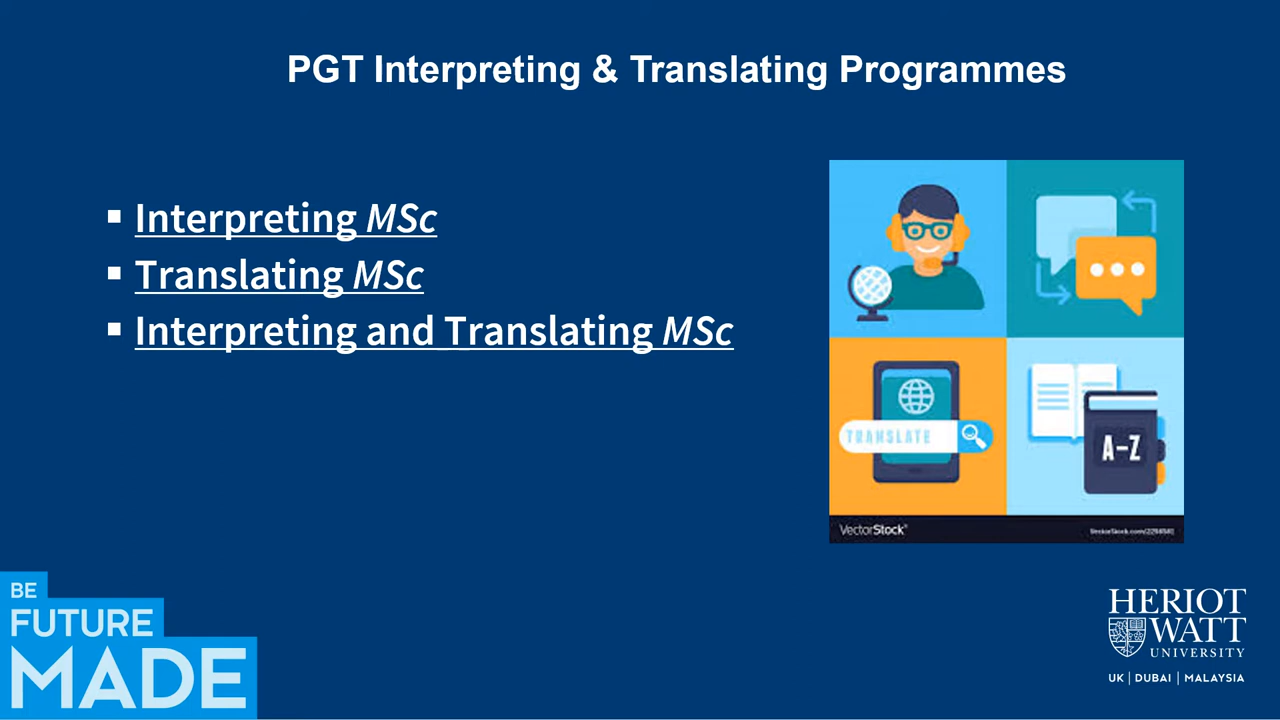 PGT Interpreting & Translating Programmes
▪ Interpreting MSc
▪ Translating MSc
▪ Interpreting and Translating MSc
TRANSLATE
A-Z
VectorStock®
BE
FUTURE
MADE
HERIOT
WATT
UNIVERSITY
UK | DUBAI | MALAYSIA